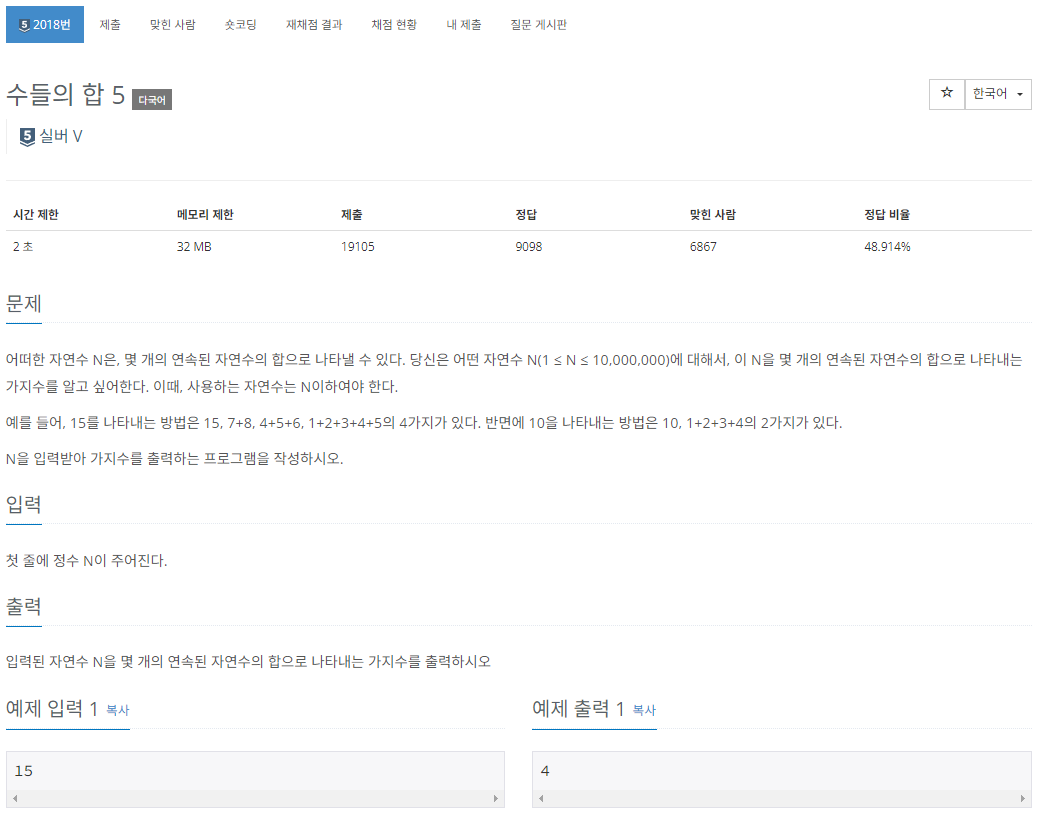 5 2018번 제출 맞힌 사람 숏코딩 재채점 결과 채점 현황 내 제출 질문 게시판
수들의 합 5 다국어 ☆ 한국어
5 실버 V
시간 제한 메모리 제한 제출 정답 맞힌 사람 정답 비율
2 초 32 MB 19105 9098 6867 48.914%
문제
어떠한 자연수 N은, 몇 개의 연속된 자연수의 합으로 나타낼 수 있다. 당신은 어떤 자연수 N(1 ≤ N ≤ 10,000,000)에 대해서, 이 N을 몇 개의 연속된 자연수의 합으로 나타내는
가지수를 알고 싶어한다. 이때, 사용하는 자연수는 N이하여야 한다.
예를 들어, 15를 나타내는 방법은 15, 7+8, 4+5+6, 1+2+3+4+5의 4가지가 있다. 반면에 10을 나타내는 방법은 10, 1+2+3+4의 2가지가 있다.
N을 입력받아 가지수를 출력하는 프로그램을 작성하시오.
입력
첫 줄에 정수 N이 주어진다.
출력
입력된 자연수 N을 몇 개의 연속된 자연수의 합으로 나타내는 가지수를 출력하시오
예제 입력 1 복사 예제 출력 1 복사
15 4